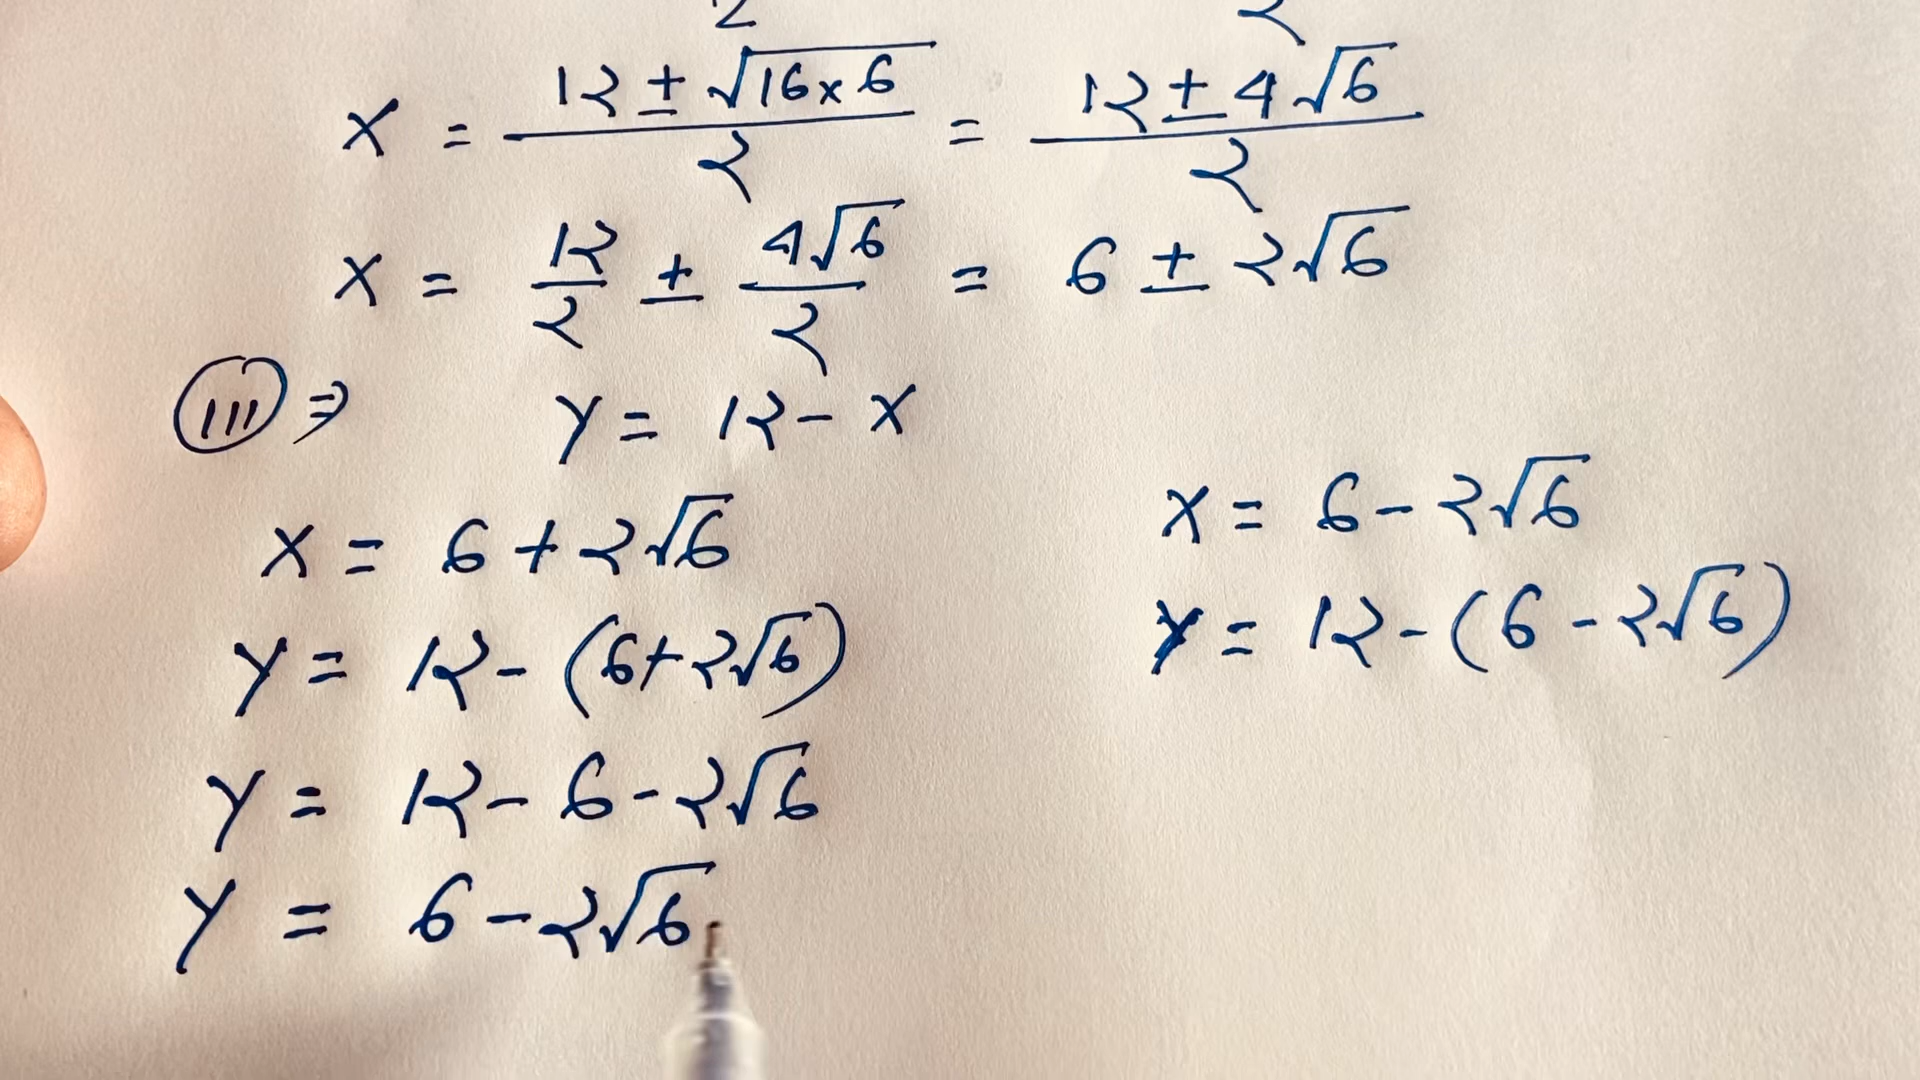 x = (12 ± √(16×6))/2 = (12 ± 4√6)/2
x = 12/2 ± 4√6/2 = 6 ± 2√6
(III) ⇒ y = 12 - x
x = 6 + 2√6
y = 12 - (6 + 2√6)
y = 12 - 6 - 2√6
y = 6 - 2√6
x = 6 - 2√6
y = 12 - (6 - 2√6)